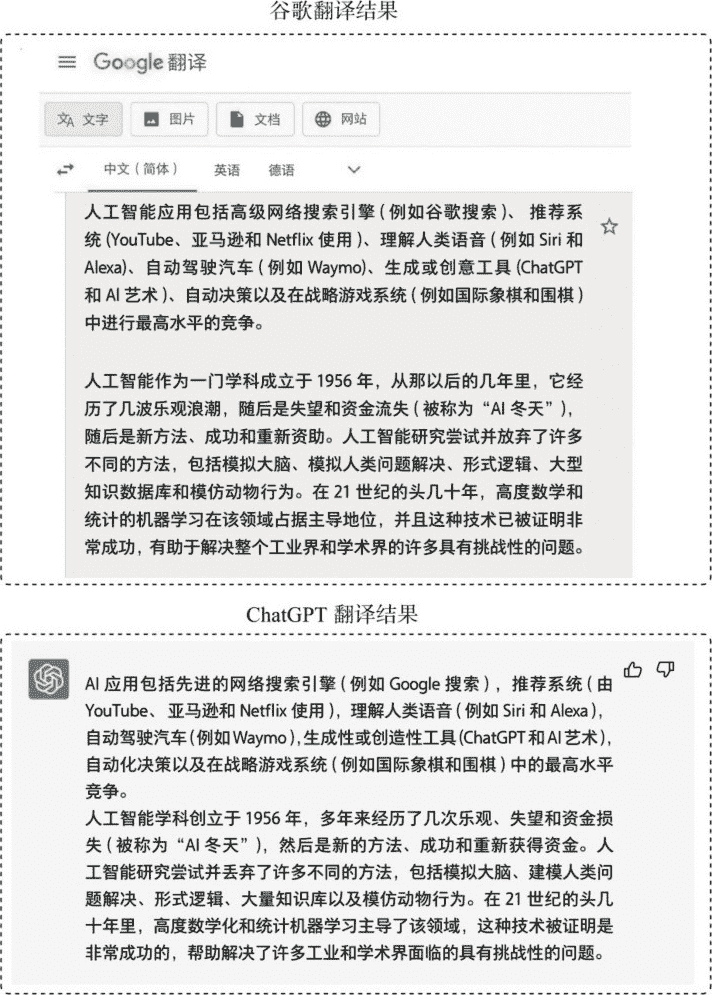 谷歌翻译结果
Google 翻译
文字 图片 文档 网站
中文（简体） 英语 德语
人工智能应用包括高级网络搜索引擎（例如谷歌搜索）、推荐系
统 (YouTube、亚马逊和 Netflix 使用）、理解人类语音（例如 Siri 和
Alexa)、自动驾驶汽车（例如 Waymo)、生成或创意工具 (ChatGPT
和 AI 艺术）、自动决策以及在战略游戏系统（例如国际象棋和围棋）
中进行最高水平的竞争。
人工智能作为一门学科成立于 1956 年，从那以后的几年里，它经
历了几波乐观浪潮，随后是失望和资金流失（被称为“AI 冬天”），
随后是新方法、成功和重新资助。人工智能研究尝试并放弃了许多
不同的方法，包括模拟大脑、模拟人类问题解决、形式逻辑、大型
知识数据库和模仿动物行为。在 21 世纪的头几十年，高度数学和
统计的机器学习在该领域占据主导地位，并且这种技术已被证明非
常成功，有助于解决整个工业界和学术界的许多具有挑战性的问题。
ChatGPT 翻译结果
AI 应用包括先进的网络搜索引擎（例如 Google 搜索），推荐系统（由
YouTube、亚马逊和 Netflix 使用），理解人类语音（例如 Siri 和 Alexa），
自动驾驶汽车（例如 Waymo），生成性或创造性工具 (ChatGPT 和 AI 艺术），
自动化决策以及在战略游戏系统（例如国际象棋和围棋）中的最高水平
竞争。
人工智能学科创立于 1956 年，多年来经历了几次乐观、失望和资金损
失（被称为“AI 冬天”），然后是新的方法、成功和重新获得资金。人
工智能研究尝试并丢弃了许多不同的方法，包括模拟大脑、建模人类问
题解决、形式逻辑、大量知识库以及模仿动物行为。在 21 世纪的头几
十年里，高度数学化和统计机器学习主导了该领域，这种技术被证明是
非常成功的，帮助解决了许多工业和学术界面临的具有挑战性的问题。